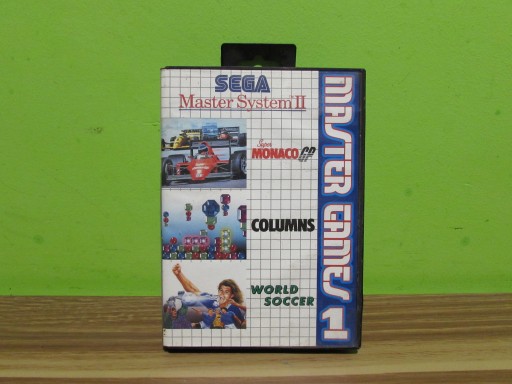 SEGA
Master System II
Super
MONACO GP
COLUMNS
WORLD
SOCCER
MASTER GAMES 1